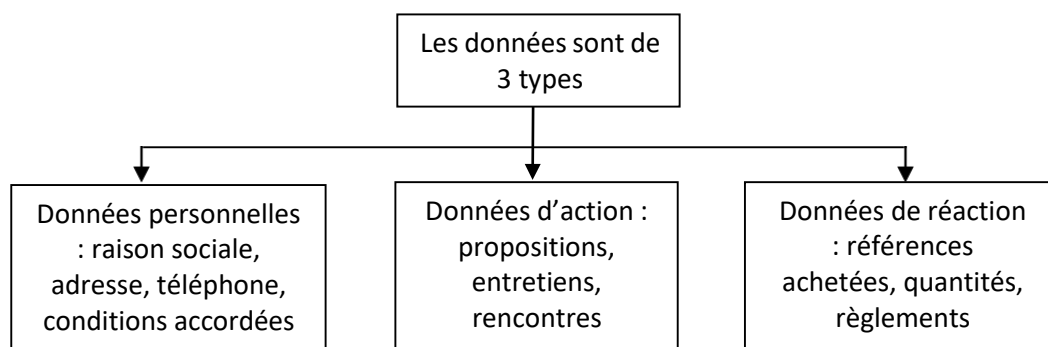 Les données sont de
3 types
Données personnelles
: raison sociale,
adresse, téléphone,
conditions accordées
Données d’action :
propositions,
entretiens,
rencontres
Données de réaction
: références
achetées, quantités,
règlements